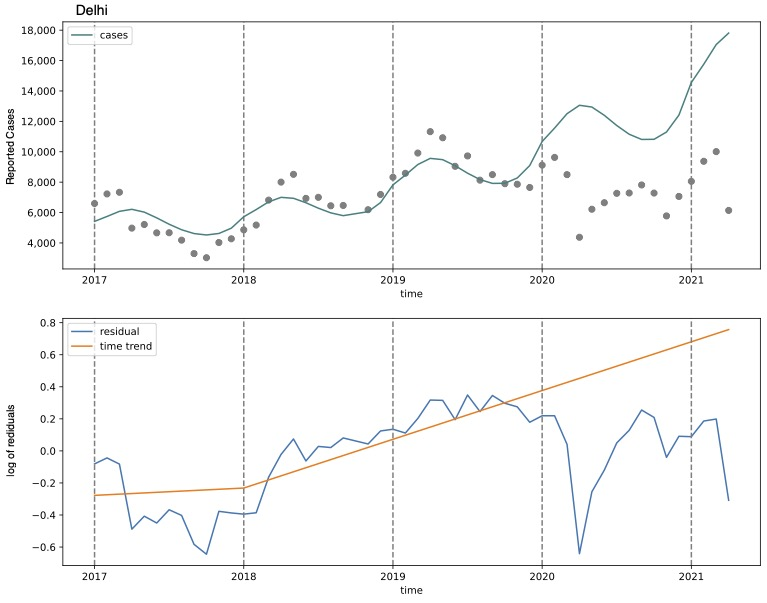 Delhi
cases
Reported Cases
18,000
16,000
14,000
12,000
10,000
8,000
6,000
4,000
2017 2018 2019 2020 2021
time
residual
time trend
log of rediduals
0.8
0.6
0.4
0.2
0.0
−0.2
−0.4
−0.6
2017 2018 2019 2020 2021
time